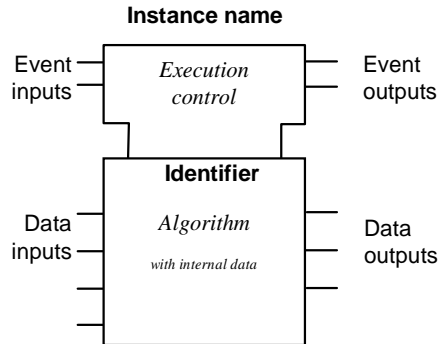 Instance name
Event
inputs
Execution
control
Event
outputs
Identifier
Data
inputs
Algorithm
with internal data
Data
outputs